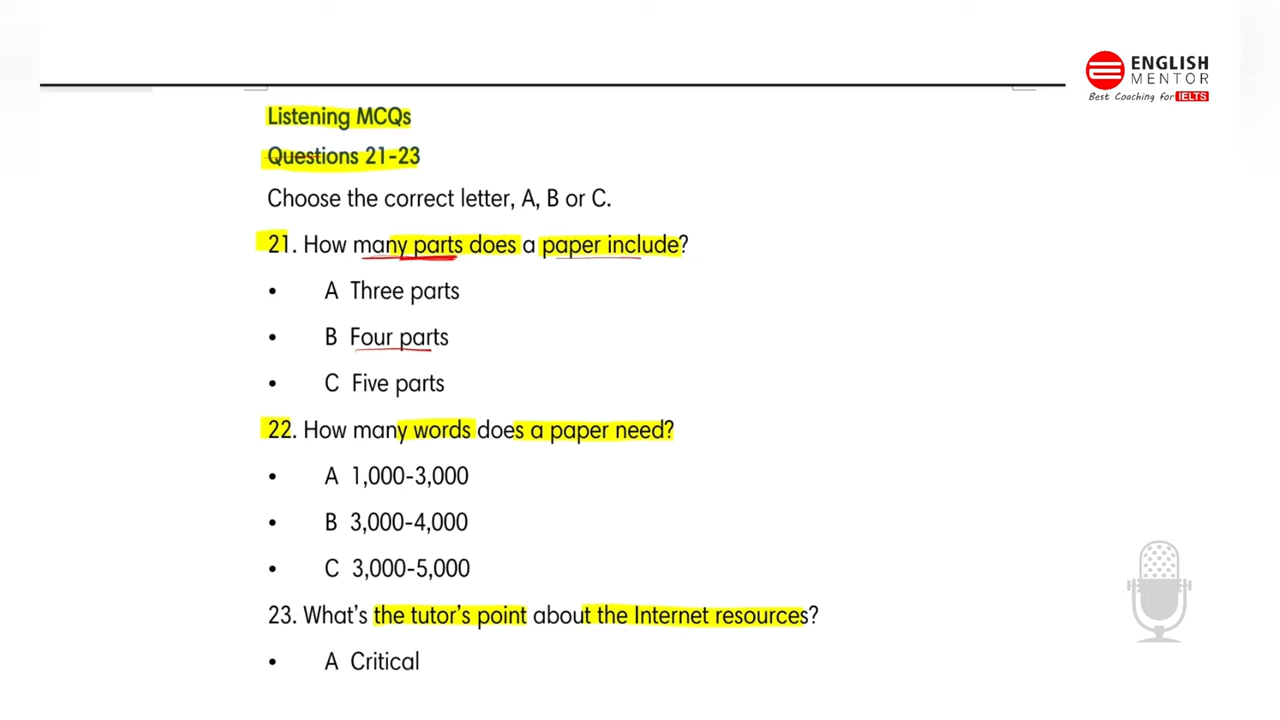 ENGLISH
MENTOR
Best Coaching for IELTS
Listening MCQs
Questions 21-23
Choose the correct letter, A, B or C.
21. How many parts does a paper include?
• A Three parts
• B Four parts
• C Five parts
22. How many words does a paper need?
• A 1,000-3,000
• B 3,000-4,000
• C 3,000-5,000
23. What's the tutor's point about the Internet resources?
• A Critical